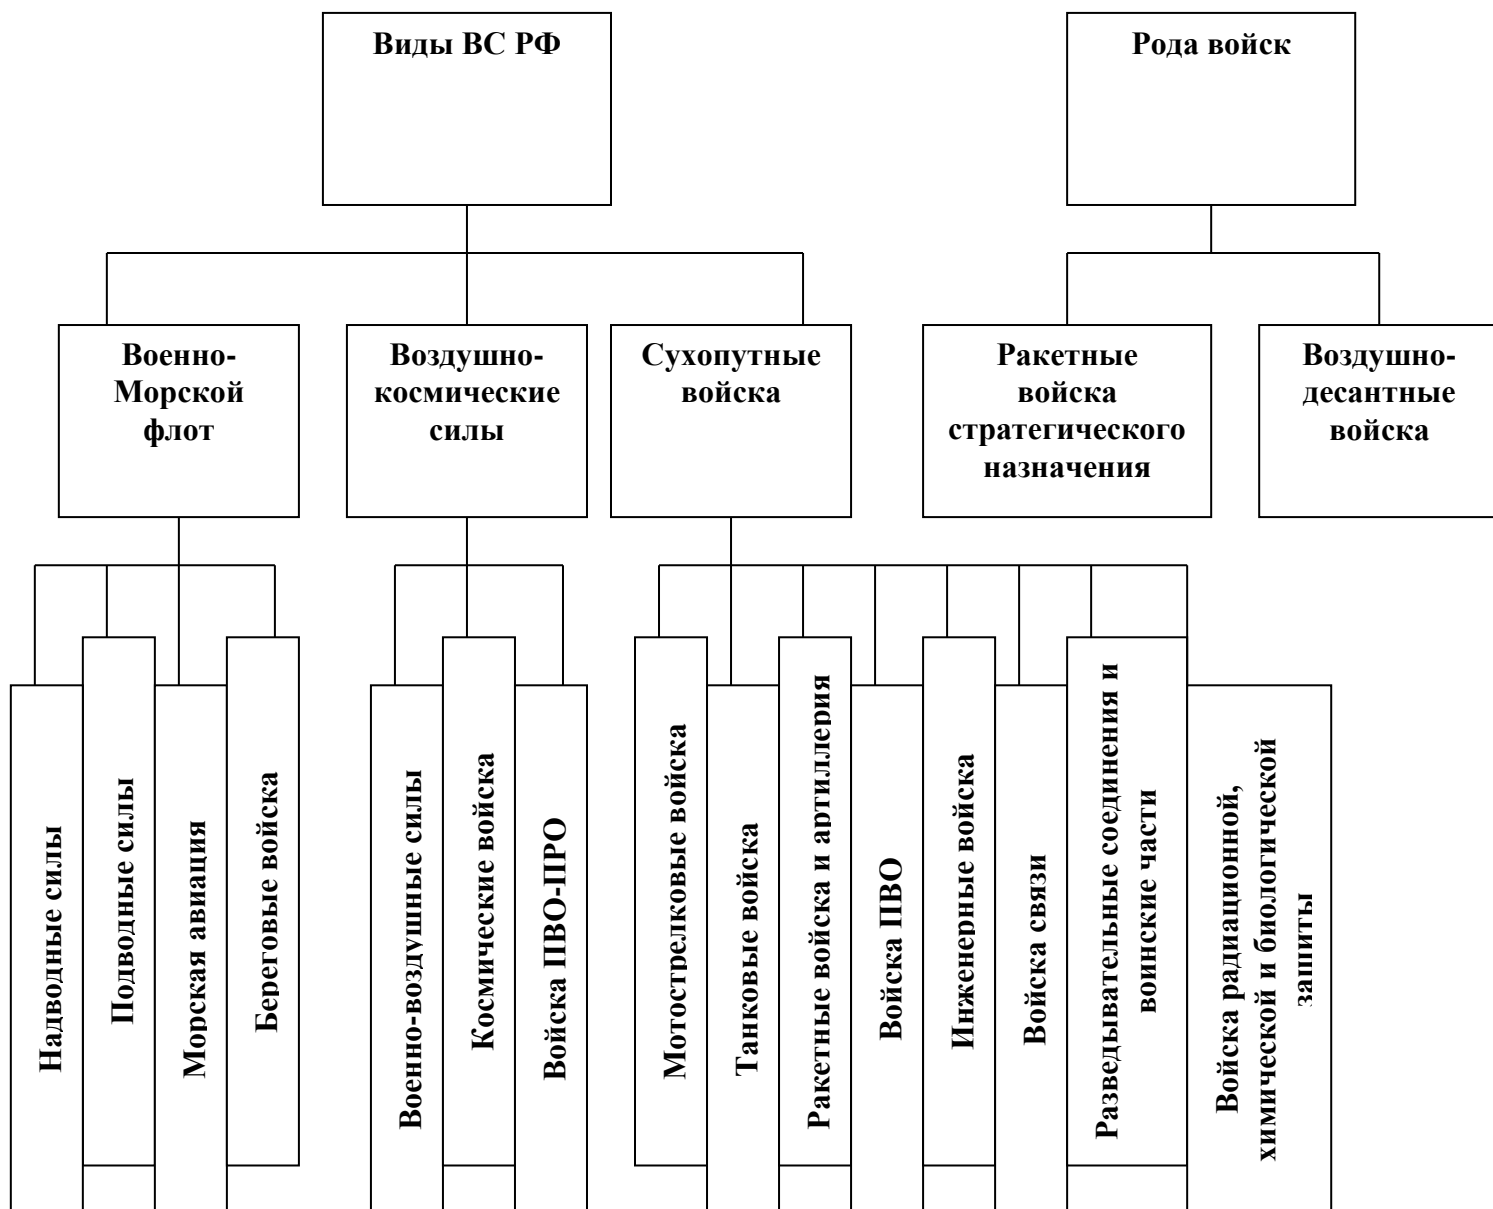 Виды ВС РФ
Рода войск
Военно-
Морской
флот
Воздушно-
космические
силы
Сухопутные
войска
Ракетные
войска
стратегического
назначения
Воздушно-
десантные
войска
Надводные силы
Подводные силы
Морская авиация
Береговые войска
Военно-воздушные силы
Космические войска
Войска ПВО-ПРО
Мотострелковые войска
Танковые войска
Ракетные войска и артиллерия
Войска ПВО
Инженерные войска
Войска связи
Разведывательные соединения и
воинские части
Войска радиационной,
химической и биологической
защиты